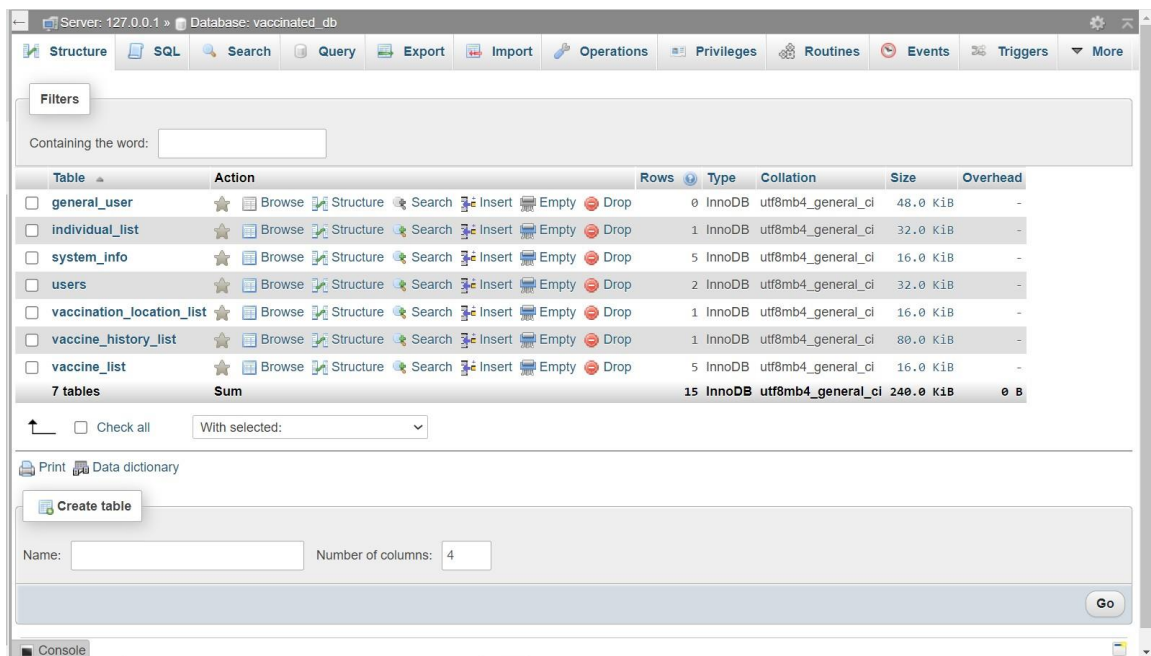 Server: 127.0.0.1 » Database: vaccinated_db
Structure SQL Search Query Export Import Operations Privileges Routines Events Triggers More
Filters
Containing the word:
Table Action Rows Type Collation Size Overhead
general_user Browse Structure Search Insert Empty Drop 0 InnoDB utf8mb4_general_ci 48.0 KiB -
individual_list Browse Structure Search Insert Empty Drop 1 InnoDB utf8mb4_general_ci 32.0 KiB -
system_info Browse Structure Search Insert Empty Drop 5 InnoDB utf8mb4_general_ci 16.0 KiB -
users Browse Structure Search Insert Empty Drop 2 InnoDB utf8mb4_general_ci 32.0 KiB -
vaccination_location_list Browse Structure Search Insert Empty Drop 1 InnoDB utf8mb4_general_ci 16.0 KiB -
vaccine_history_list Browse Structure Search Insert Empty Drop 1 InnoDB utf8mb4_general_ci 80.0 KiB -
vaccine_list Browse Structure Search Insert Empty Drop 5 InnoDB utf8mb4_general_ci 16.0 KiB -
7 tables Sum 15 InnoDB utf8mb4_general_ci 240.0 KiB 0 B
Check all With selected:
Print Data dictionary
Create table
Name: Number of columns: 4
Go
Console